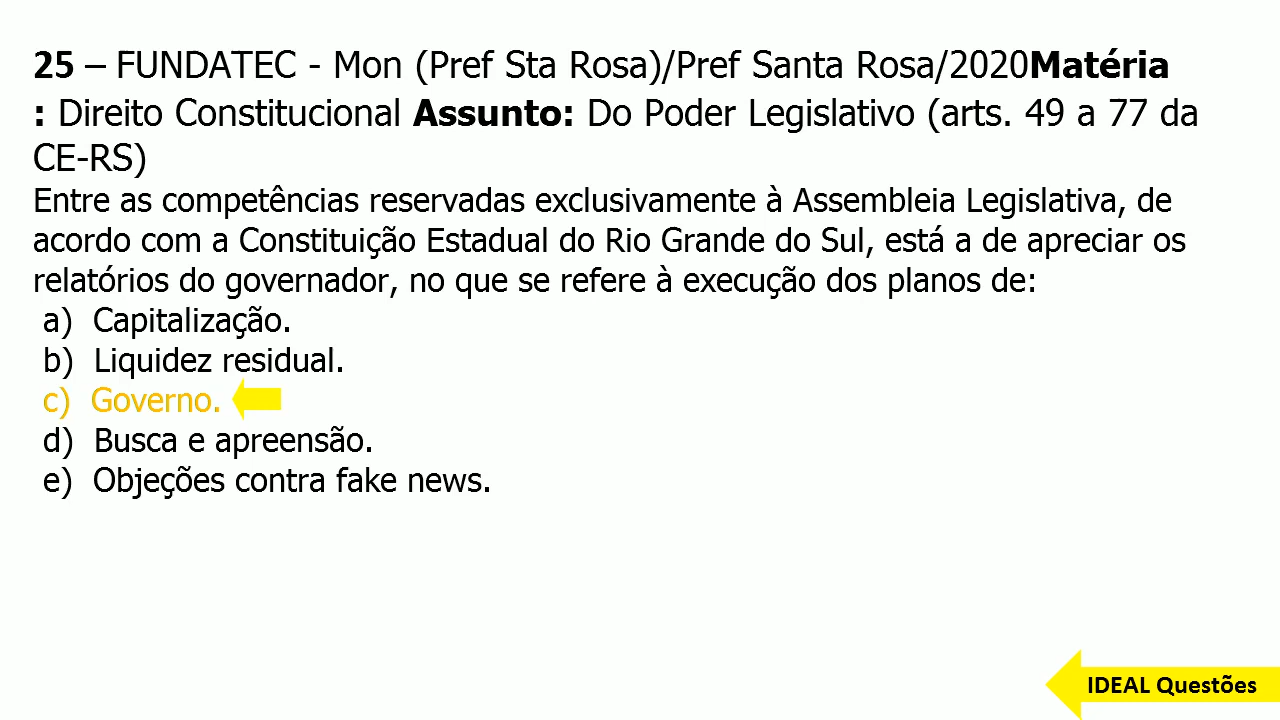 25 – FUNDATEC - Mon (Pref Sta Rosa)/Pref Santa Rosa/2020Matéria
: Direito Constitucional Assunto: Do Poder Legislativo (arts. 49 a 77 da
CE-RS)
Entre as competências reservadas exclusivamente à Assembleia Legislativa, de
acordo com a Constituição Estadual do Rio Grande do Sul, está a de apreciar os
relatórios do governador, no que se refere à execução dos planos de:
a) Capitalização.
b) Liquidez residual.
c) Governo.
d) Busca e apreensão.
e) Objeções contra fake news.
IDEAL Questões